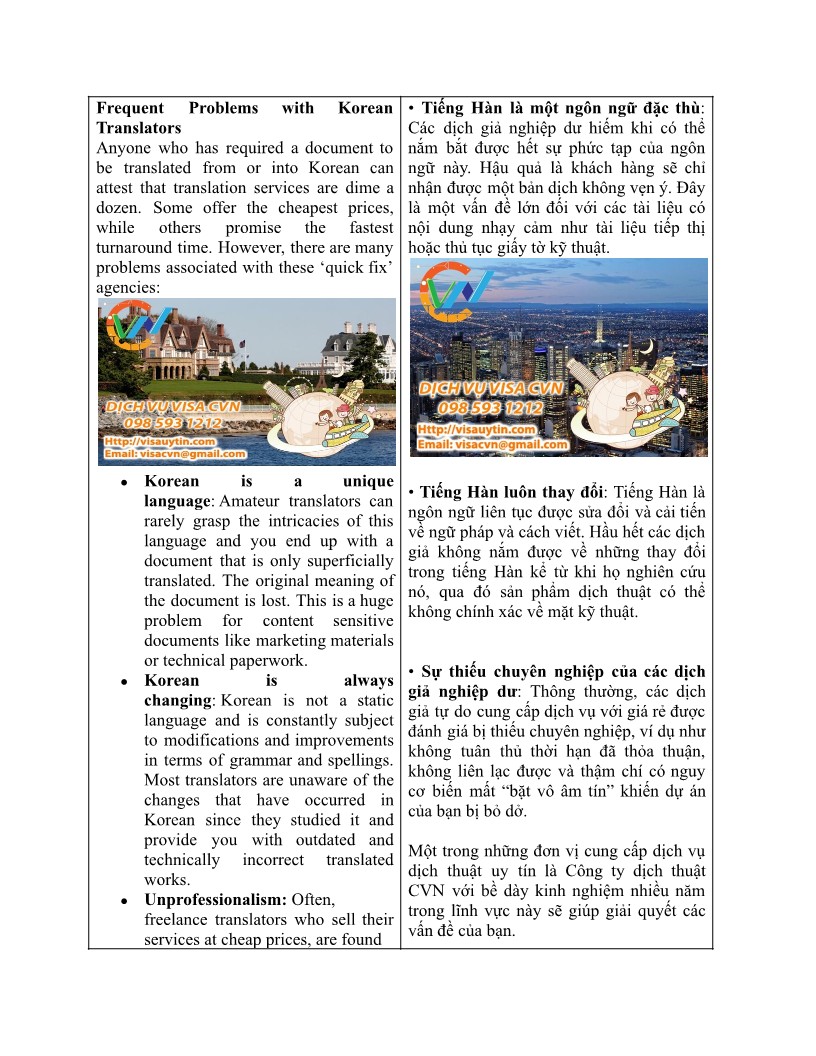 Frequent Problems with Korean
Translators
Anyone who has required a document to
be translated from or into Korean can
attest that translation services are dime a
dozen. Some offer the cheapest prices,
while others promise the fastest
turnaround time. However, there are many
problems associated with these ‘quick fix’
agencies:
CVN
DỊCH VỤ VISA CVN
098 593 1212
Http://visauytin.com
Email: visacvn@gmail.com
● Korean is a unique
language: Amateur translators can
rarely grasp the intricacies of this
language and you end up with a
document that is only superficially
translated. The original meaning of
the document is lost. This is a huge
problem for content sensitive
documents like marketing materials
or technical paperwork.
● Korean is always
changing: Korean is not a static
language and is constantly subject
to modifications and improvements
in terms of grammar and spellings.
Most translators are unaware of the
changes that have occurred in
Korean since they studied it and
provide you with outdated and
technically incorrect translated
works.
● Unprofessionalism: Often,
freelance translators who sell their
services at cheap prices, are found
• Tiếng Hàn là một ngôn ngữ đặc thù:
Các dịch giả nghiệp dư hiếm khi có thể
nắm bắt được hết sự phức tạp của ngôn
ngữ này. Hậu quả là khách hàng sẽ chỉ
nhận được một bản dịch không vẹn ý. Đây
là một vấn đề lớn đối với các tài liệu có
nội dung nhạy cảm như tài liệu tiếp thị
hoặc thủ tục giấy tờ kỹ thuật.
CVN
DỊCH VỤ VISA CVN
098 593 1212
Http://visauytin.com
Email: visacvn@gmail.com
• Tiếng Hàn luôn thay đổi: Tiếng Hàn là
ngôn ngữ liên tục được sửa đổi và cải tiến
về ngữ pháp và cách viết. Hầu hết các dịch
giả không nắm được về những thay đổi
trong tiếng Hàn kể từ khi họ nghiên cứu
nó, qua đó sản phẩm dịch thuật có thể
không chính xác về mặt kỹ thuật.
• Sự thiếu chuyên nghiệp của các dịch
giả nghiệp dư: Thông thường, các dịch
giả tự do cung cấp dịch vụ với giá rẻ được
đánh giá bị thiếu chuyên nghiệp, ví dụ như
không tuân thủ thời hạn đã thỏa thuận,
không liên lạc được và thậm chí có nguy
cơ biến mất “bặt vô âm tín” khiến dự án
của bạn bị bỏ dở.
Một trong những đơn vị cung cấp dịch vụ
dịch thuật uy tín là Công ty dịch thuật
CVN với bề dày kinh nghiệm nhiều năm
trong lĩnh vực này sẽ giúp giải quyết các
vấn đề của bạn.